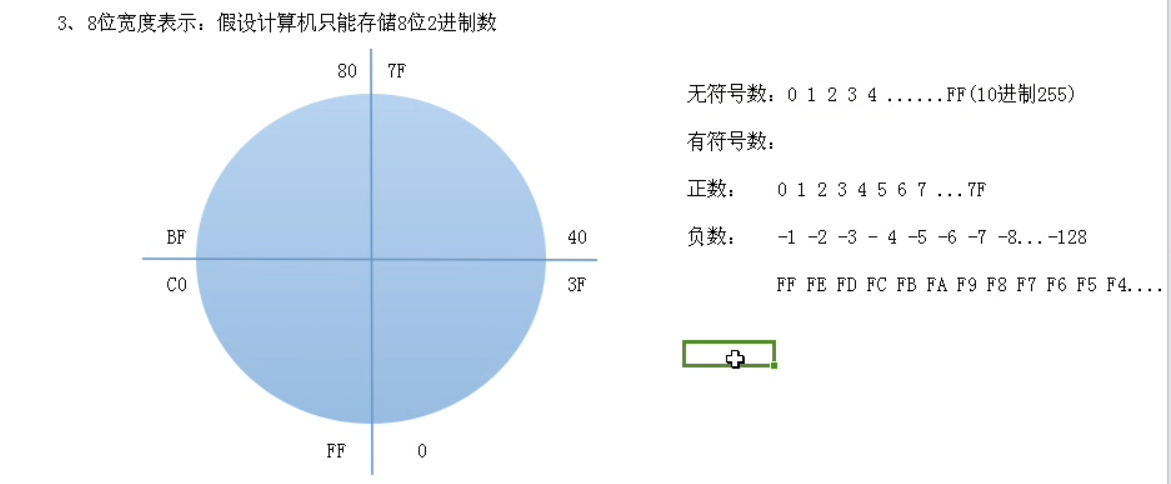 3、8位宽度表示：假设计算机只能存储8位2进制数
80 7F
无符号数：0 1 2 3 4 ......FF(10进制255)
有符号数：
正数： 0 1 2 3 4 5 6 7 ...7F
BF 40
负数： -1 -2 -3 - 4 -5 -6 -7 -8...-128
C0 3F
FF FE FD FC FB FA F9 F8 F7 F6 F5 F4....
FF 0